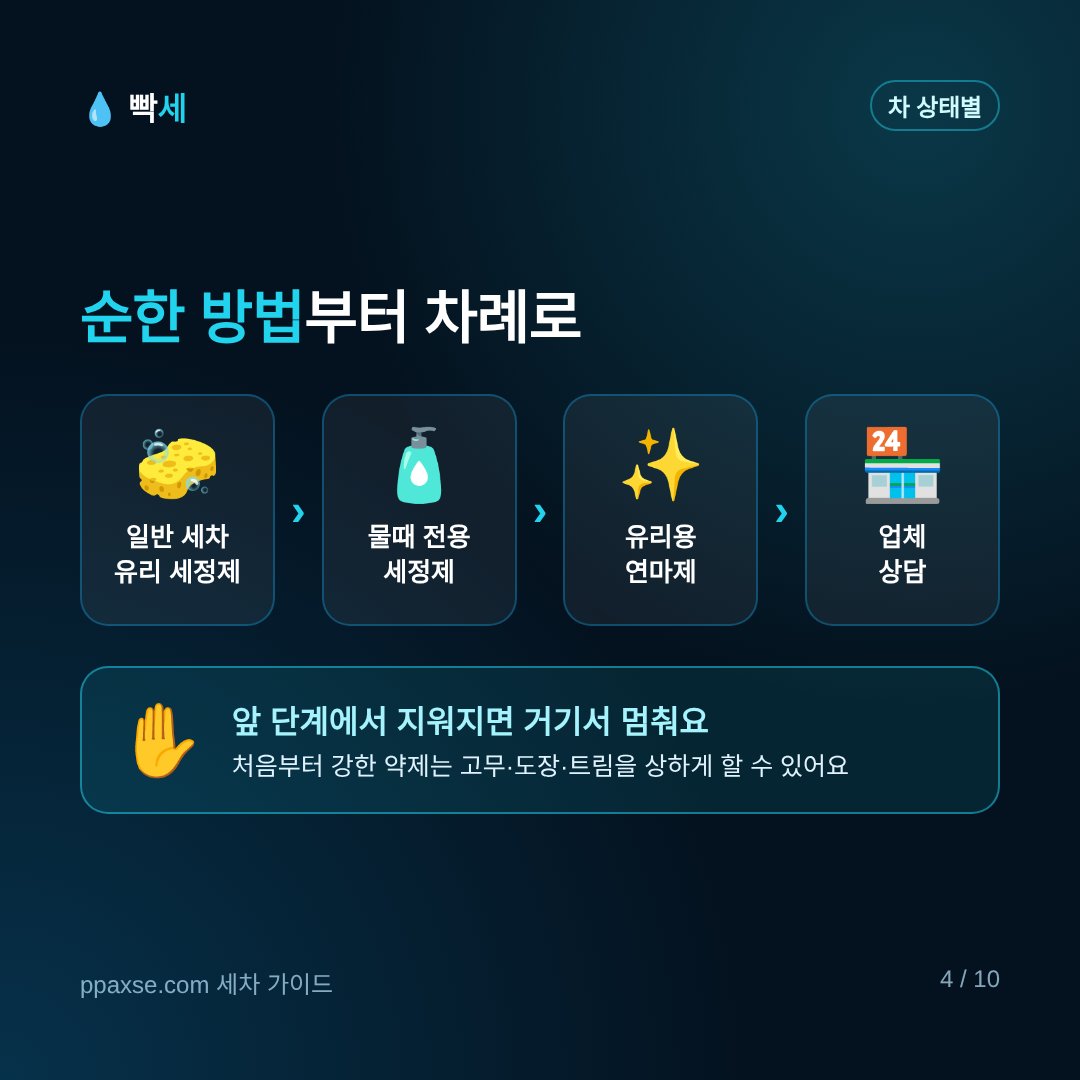 빡세
차 상태별
순한 방법부터 차례로
24
일반 세차
유리 세정제
›
물때 전용
세정제
›
유리용
연마제
›
업체
상담
앞 단계에서 지워지면 거기서 멈춰요
처음부터 강한 약제는 고무·도장·트림을 상하게 할 수 있어요
ppaxse.com 세차 가이드
4 / 10